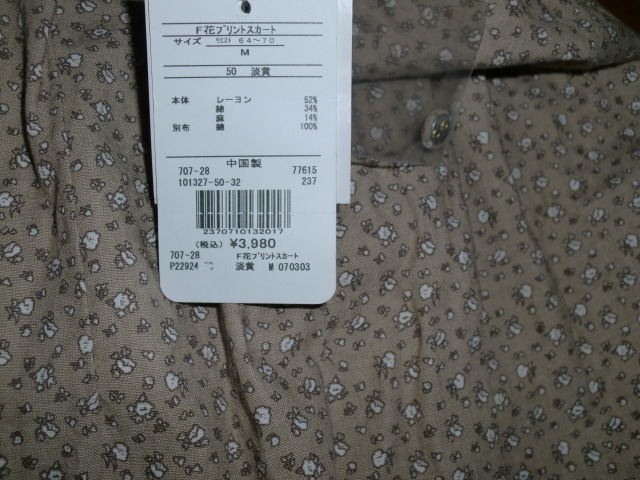 F花プリントスカート
サイズ ウエスト 64～70
M
50 淡黄
本体 レーヨン 52%
綿 34%
麻 14%
別布 綿 100%
中国製
707-28 77615
101327-50-32 237
2370710132017
(税込) ¥3,980
707-28 F花プリントスカート
P22924 淡黄 M 070303